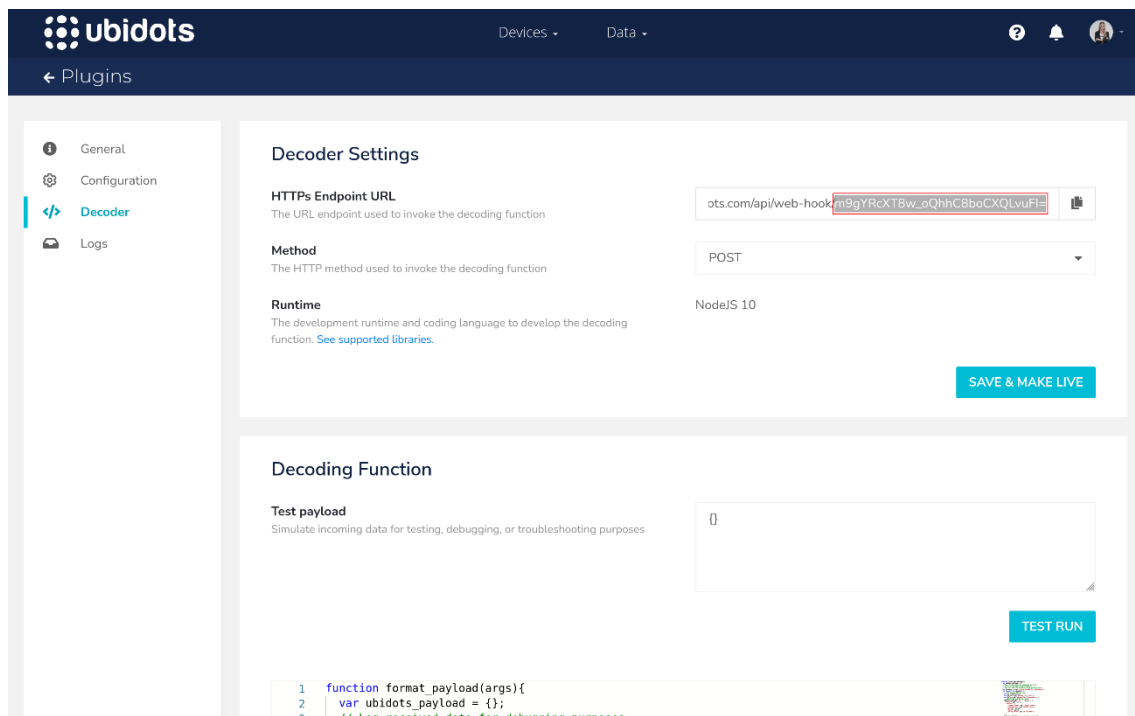 ubidots
Devices
Data
Plugins
General
Configuration
Decoder
Logs
Decoder Settings
HTTPs Endpoint URL
The URL endpoint used to invoke the decoding function
ots.com/api/web-hook/m9gYRcXT8w_oQhhC8boCXQLvuFI=
Method
The HTTP method used to invoke the decoding function
POST
Runtime
The development runtime and coding language to develop the decoding
function. See supported libraries.
NodeJS 10
SAVE & MAKE LIVE
Decoding Function
Test payload
Simulate incoming data for testing, debugging, or troubleshooting purposes
{}
TEST RUN
1 function format_payload(args){
2 var ubidots_payload = {};